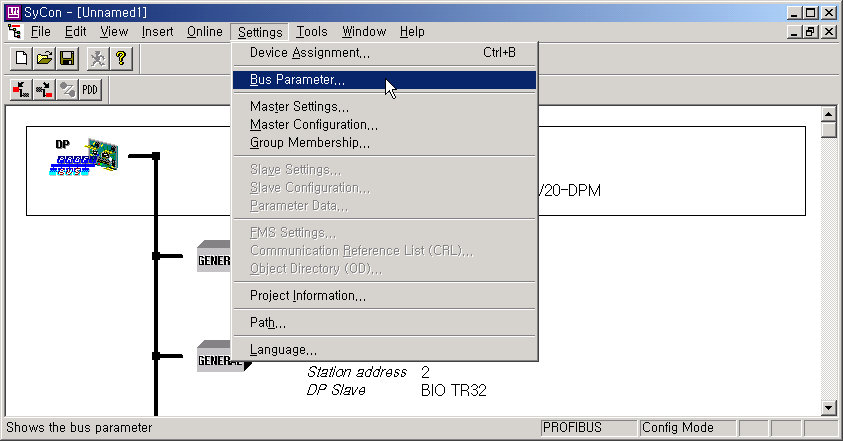 SyCon - [Unnamed1]
File Edit View Insert Online Settings Tools Window Help
Device Assignment... Ctrl+B
Bus Parameter...
PDD
Master Settings...
Master Configuration...
Group Membership...
DP
PROFI
BUS
Slave Settings...
Slave Configuration...
Parameter Data...
V20-DPM
FMS Settings...
Communication Reference List (CRL)...
Object Directory (OD)...
GENER
Project Information...
Path...
Language...
GENERAL
Station address 2
DP Slave BIO TR32
Shows the bus parameter PROFIBUS Config Mode